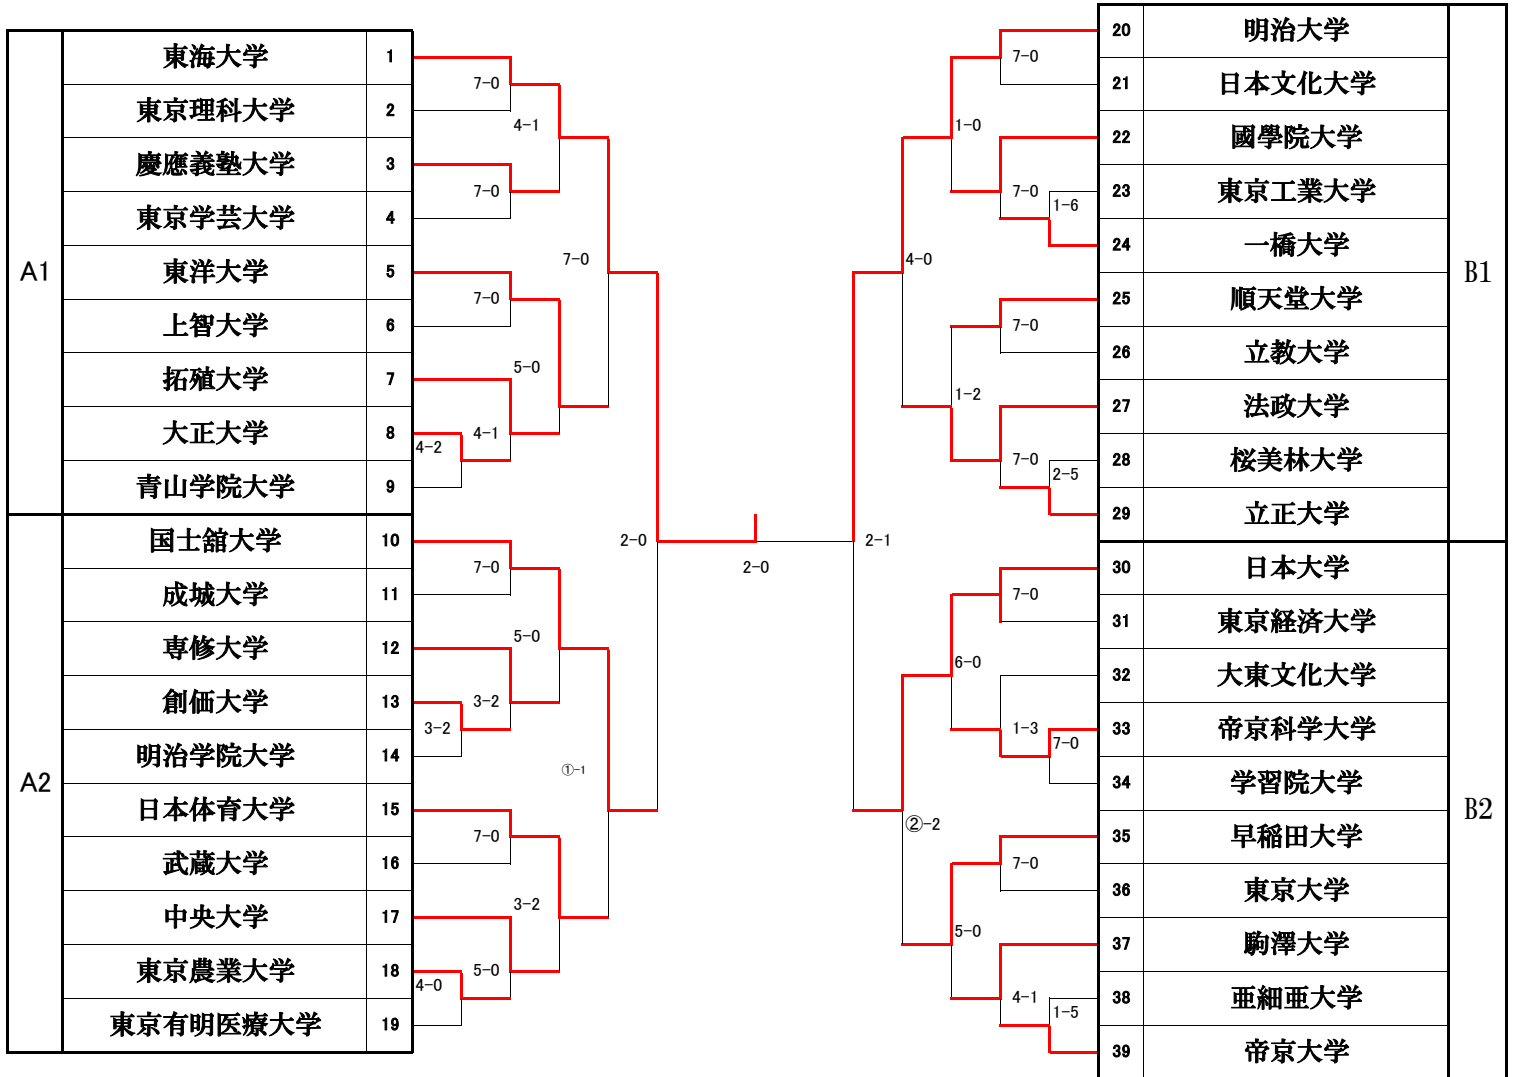 A1
東海大学 1
東京理科大学 2
慶應義塾大学 3
東京学芸大学 4
東洋大学 5
上智大学 6
拓殖大学 7
大正大学 8
青山学院大学 9
A2
国士舘大学 10
成城大学 11
専修大学 12
創価大学 13
明治学院大学 14
日本体育大学 15
武蔵大学 16
中央大学 17
東京農業大学 18
東京有明医療大学 19
7-0
4-1
7-0
7-0
7-0
5-0
4-2
4-1
7-0
5-0
3-2
3-2
①-1
7-0
3-2
4-0
5-0
2-0
2-0
2-1
7-0
1-0
7-0
1-6
4-0
7-0
1-2
7-0
2-5
7-0
6-0
1-3
7-0
②-2
7-0
5-0
4-1
1-5
B1
20 明治大学
21 日本文化大学
22 國學院大学
23 東京工業大学
24 一橋大学
25 順天堂大学
26 立教大学
27 法政大学
28 桜美林大学
29 立正大学
B2
30 日本大学
31 東京経済大学
32 大東文化大学
33 帝京科学大学
34 学習院大学
35 早稲田大学
36 東京大学
37 駒澤大学
38 亜細亜大学
39 帝京大学